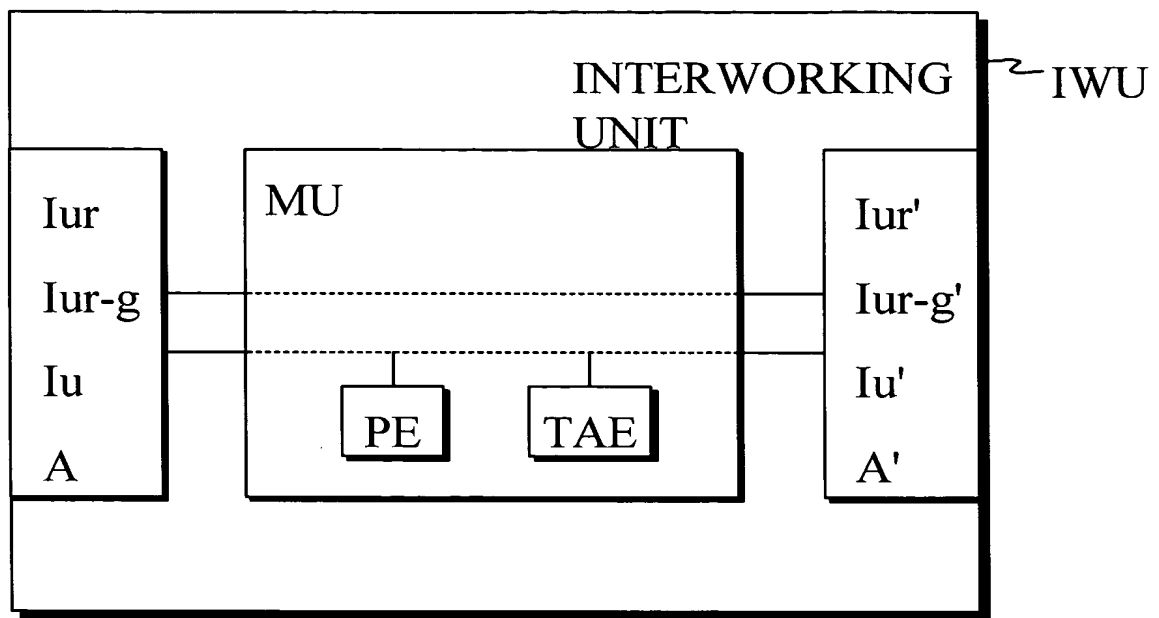 INTERWORKING
UNIT
IWU
Iur
Iur-g
Iu
A
MU
PE
TAE
Iur'
Iur-g'
Iu'
A'